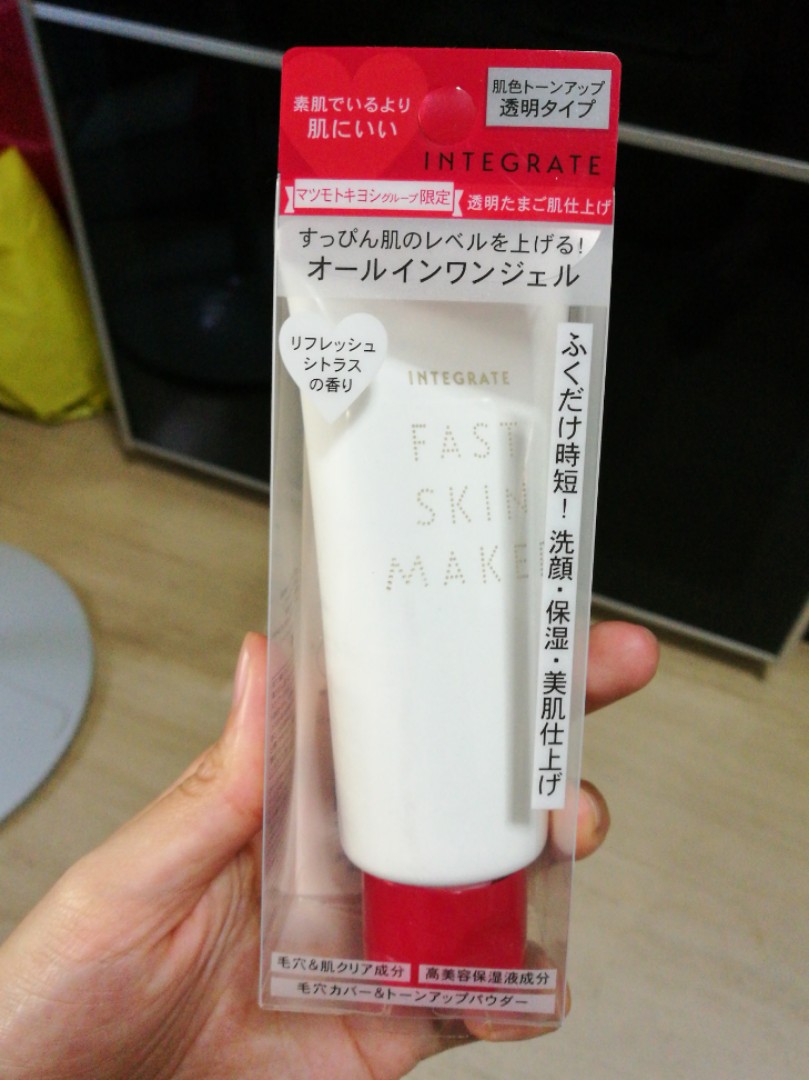 素肌でいるより
肌にいい
肌色トーンアップ
透明タイプ
INTEGRATE
マツモトキヨシグループ限定
透明たまご肌仕上げ
すっぴん肌のレベルを上げる!
オールインワンジェル
リフレッシュ
シトラス
の香り
INTEGRATE
FAST
SKIN
MAKE
ふくだけ時短!洗顔・保湿・美肌仕上げ
毛穴&肌クリア成分
高美容保湿液成分
毛穴カバー&トーンアップパウダー